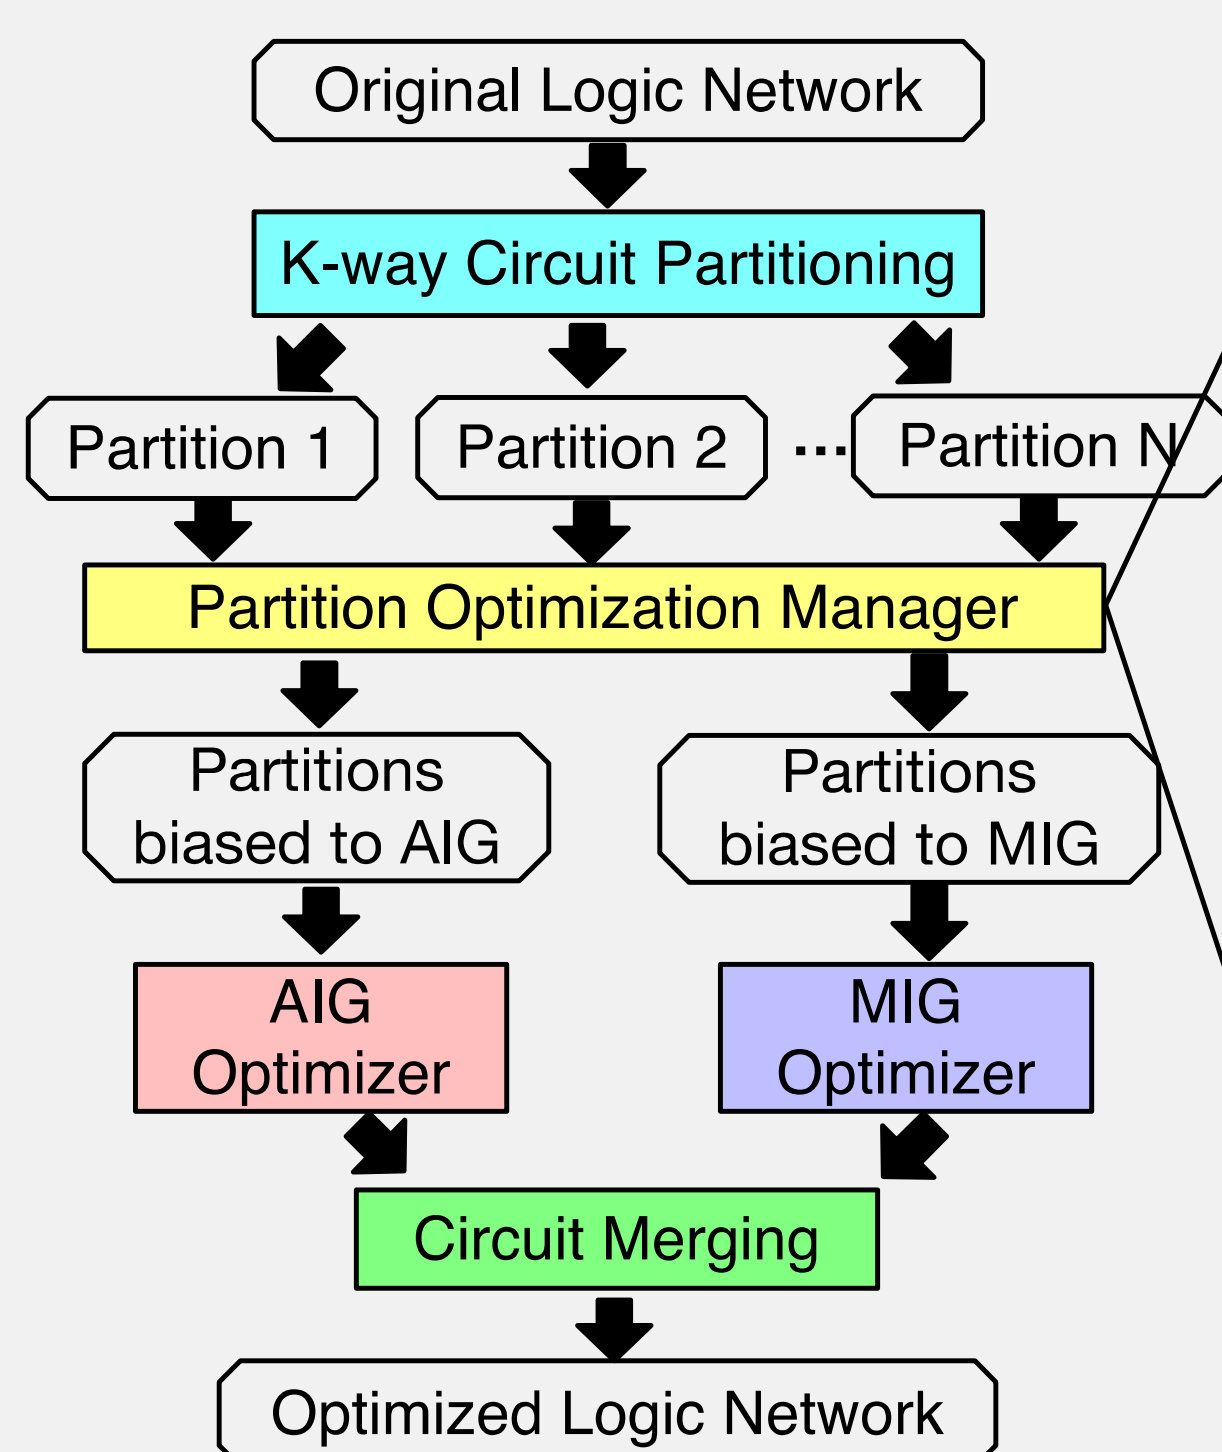 Original Logic Network
K-way Circuit Partitioning
Partition 1
Partition 2
...
Partition N
Partition Optimization Manager
Partitions
biased to AIG
Partitions
biased to MIG
AIG
Optimizer
MIG
Optimizer
Circuit Merging
Optimized Logic Network